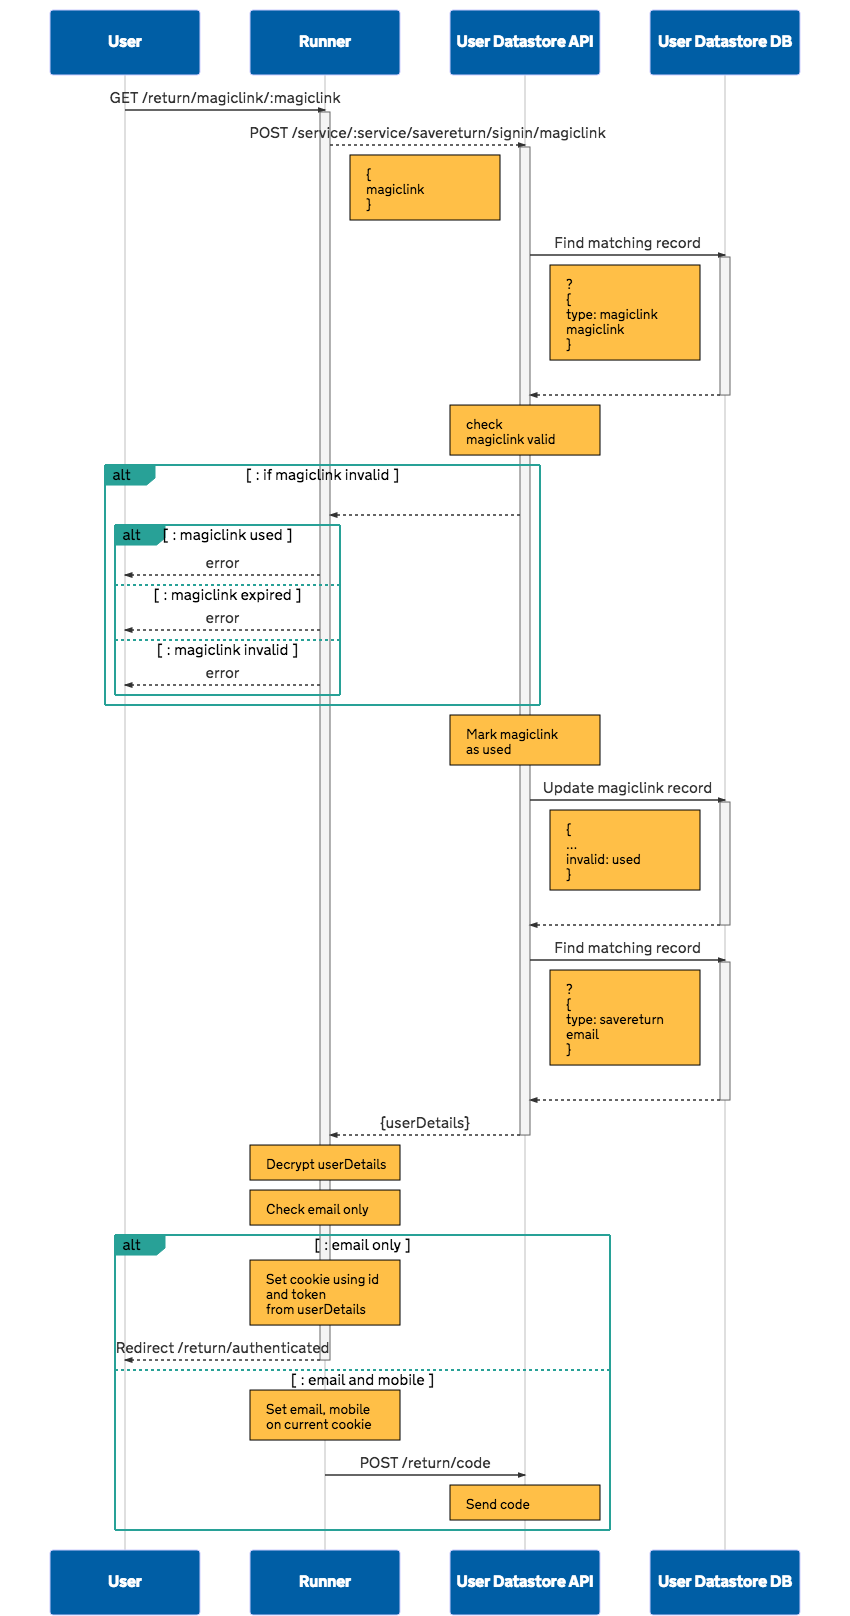 User
Runner
User Datastore API
User Datastore DB
GET /return/magiclink/:magiclink
POST /service/:service/savereturn/signin/magiclink
{
magiclink
}
Find matching record
?
{
type: magiclink
magiclink
}
check
magiclink valid
alt
[ : if magiclink invalid ]
alt
[ : magiclink used ]
error
[ : magiclink expired ]
error
[ : magiclink invalid ]
error
Mark magiclink
as used
Update magiclink record
{
...
invalid: used
}
Find matching record
?
{
type: savereturn
email
}
{userDetails}
Decrypt userDetails
Check email only
alt
[ : email only ]
Set cookie using id
and token
from userDetails
Redirect /return/authenticated
[ : email and mobile ]
Set email, mobile
on current cookie
POST /return/code
Send code
User
Runner
User Datastore API
User Datastore DB